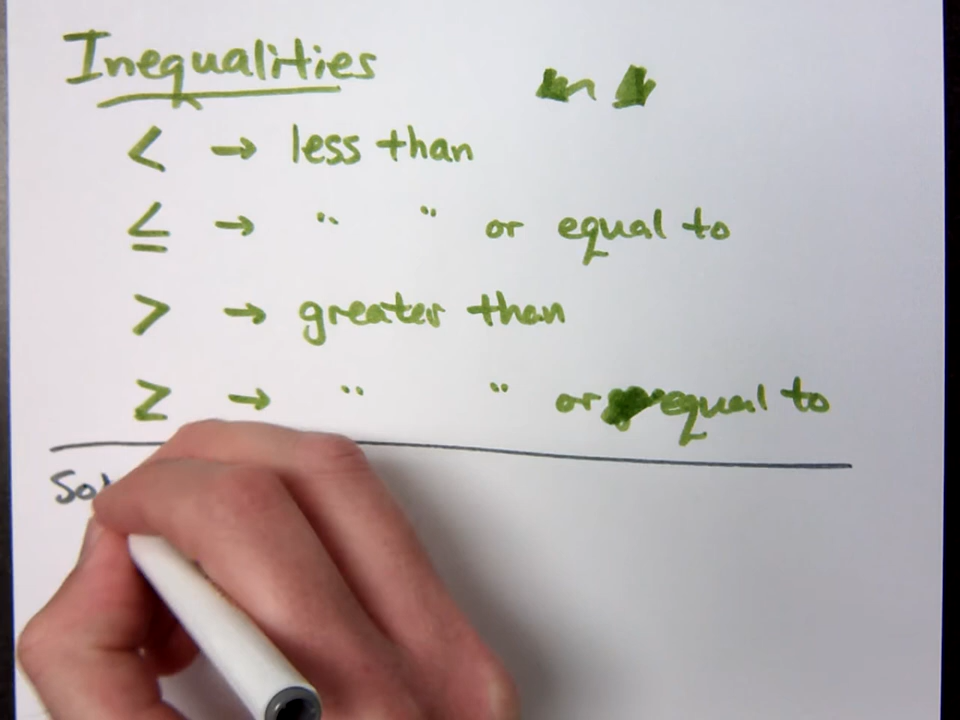 Inequalities
< → less than
≤ → " " or equal to
> → greater than
≥ → " " or equal to